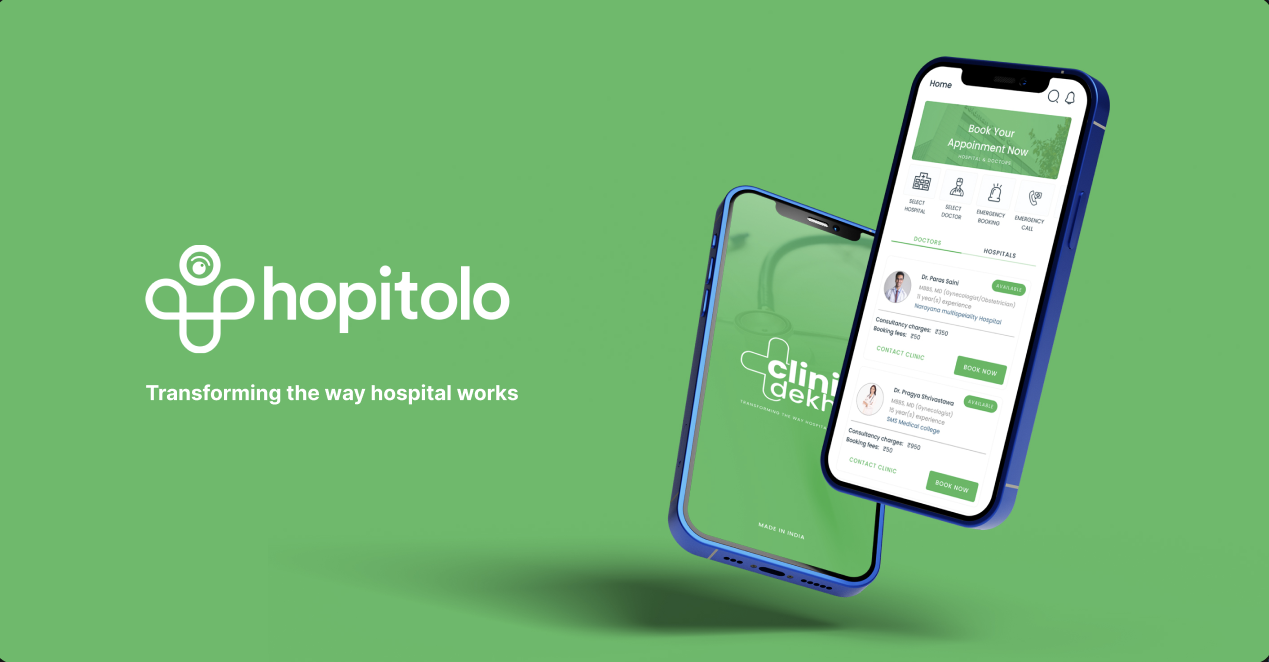 hopitolo
Transforming the way hospital works
clini
dekh
TRANSFORMING THE WAY HOSPITA
MADE IN INDIA
Home
Book Your
Appoinment Now
HOSPITAL & DOCTORS
SELECT
HOSPITAL
SELECT
DOCTOR
EMERGENCY
BOOKING
EMERGENCY
CALL
DOCTORS
HOSPITALS
Dr. Paras Saini
AVAILABLE
MBBS, MD (Gynecologist/Obstetrician)
11 year(s) experience
Narayana multispeiality Hospital
Consultancy charges: ₹350
Booking fees: ₹50
CONTACT CLINIC
BOOK NOW
Dr. Pragya Shrivastawa
AVAILABLE
MBBS, MD (Gynecologist)
15 year(s) experience
SMS Medical college
Consultancy charges: ₹950
Booking fees: ₹50
CONTACT CLINIC
BOOK NOW